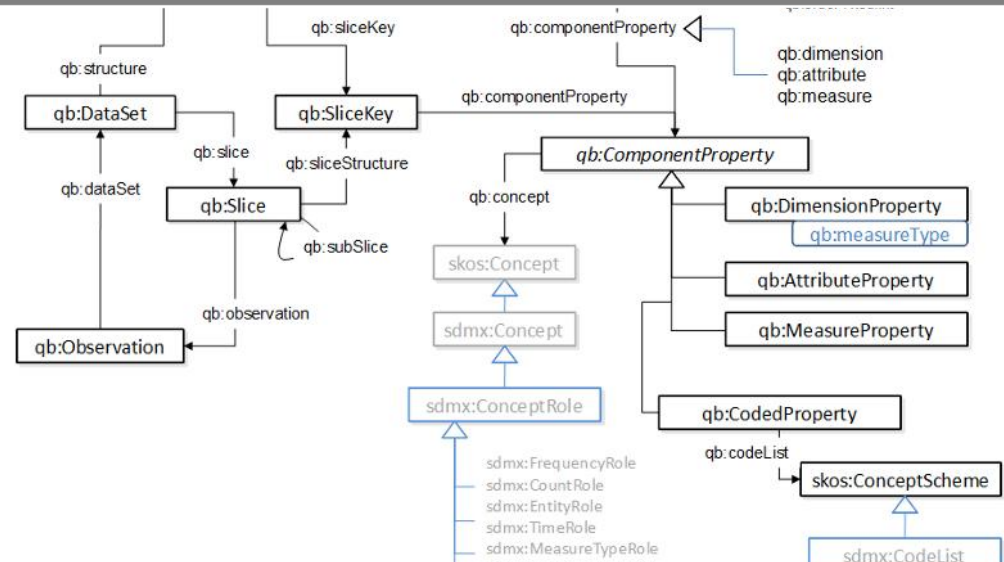 qb:sliceKey
qb:componentProperty
qb:dimension
qb:attribute
qb:measure
qb:structure
qb:DataSet
qb:SliceKey
qb:componentProperty
qb:slice
qb:sliceStructure
qb:ComponentProperty
qb:dataSet
qb:concept
qb:Slice
qb:DimensionProperty
qb:measureType
qb:subSlice
skos:Concept
qb:AttributeProperty
qb:observation
sdmx:Concept
qb:MeasureProperty
qb:Observation
sdmx:ConceptRole
qb:CodedProperty
qb:codeList
sdmx:FrequencyRole
sdmx:CountRole
sdmx:EntityRole
sdmx:TimeRole
sdmx:MeasureTypeRole
skos:ConceptScheme
sdmx:CodeList